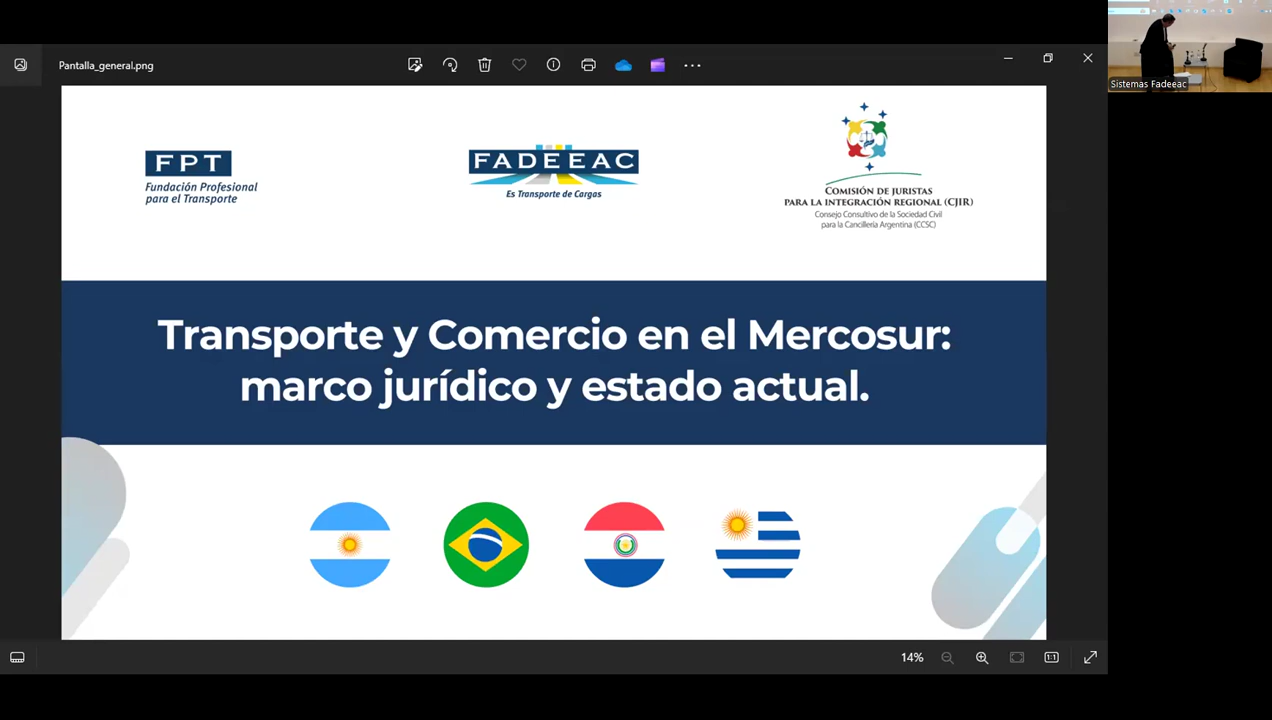 Pantalla_general.png
Sistemas Fadeeac
FPT
Fundación Profesional
para el Transporte
FADEEAC
Es Transporte de Cargas
COMISIÓN DE JURISTAS
PARA LA INTEGRACIÓN REGIONAL (CJIR)
Consejo Consultivo de la Sociedad Civil
para la Cancillería Argentina (CCSC)
Transporte y Comercio en el Mercosur:
marco jurídico y estado actual.
14%
1:1